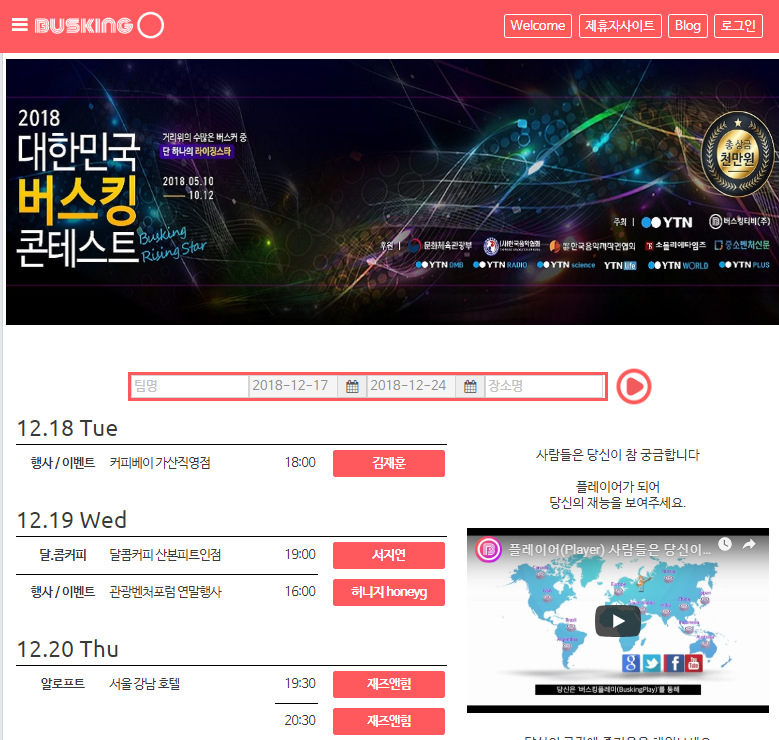 BUSKING
Welcome 제휴자사이트 Blog 로그인
2018
대한민국
버스킹
콘테스트
Busking
Rising Star
거리위의 수많은 버스커 중
단 하나의 라이징스타
2018.05.10
10.12
총 상금
천만원
주최 | YTN 버스킹티비(주)
후원 | 문화체육관광부 (사)한국음악협회 한국음악저작권협회 스몰리에타임즈 중소벤처신문
YTN DMB YTN RADIO YTN science YTN life YTN WORLD YTN PLUS
팀명 2018-12-17 2018-12-24 장소명
12.18 Tue
행사 / 이벤트 커피베이 가산직영점 18:00 김재훈
12.19 Wed
달.콤커피 달콤커피 산본피트인점 19:00 서지연
행사 / 이벤트 관광벤처포럼 연말행사 16:00 허니지 honeyg
12.20 Thu
알로프트 서울 강남 호텔 19:30 재즈앤힘
20:30 재즈앤힘
사람들은 당신이 참 궁금합니다
플레이어가 되어
당신의 재능을 보여주세요.
플레이어(Player) 사람들은 당신이...
당신은 '버스킹플레이(BuskingPlay)'를 통해